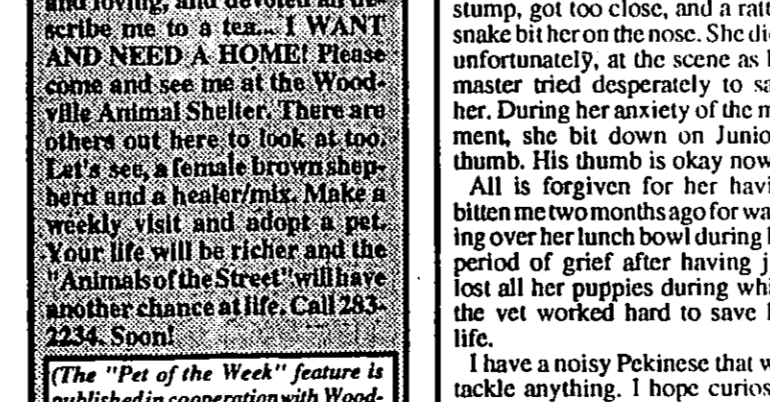 and loving, and devoted all de-
scribe me to a tea... I WANT
AND NEED A HOME! Please
come and see me at the Wood-
ville Animal Shelter. There are
others out here to look at too.
Let's see, a female brown shep-
herd and a healer/mix. Make a
weekly visit and adopt a pet.
Your life will be richer and the
"Animals of the Street" will have
another chance at life. Call 283-
2234. Soon!
(The "Pet of the Week" feature is
published in cooperation with Wood-
stump, got too close, and a ratt
snake bit her on the nose. She di
unfortunately, at the scene as
master tried desperately to sa
her. During her anxiety of the m
ment, she bit down on Junio
thumb. His thumb is okay now
All is forgiven for her havi
bitten me two months ago for wa
ing over her lunch bowl during
period of grief after having j
lost all her puppies during whi
the vet worked hard to save
life.
I have a noisy Pekinese that w
tackle anything. I hope curios